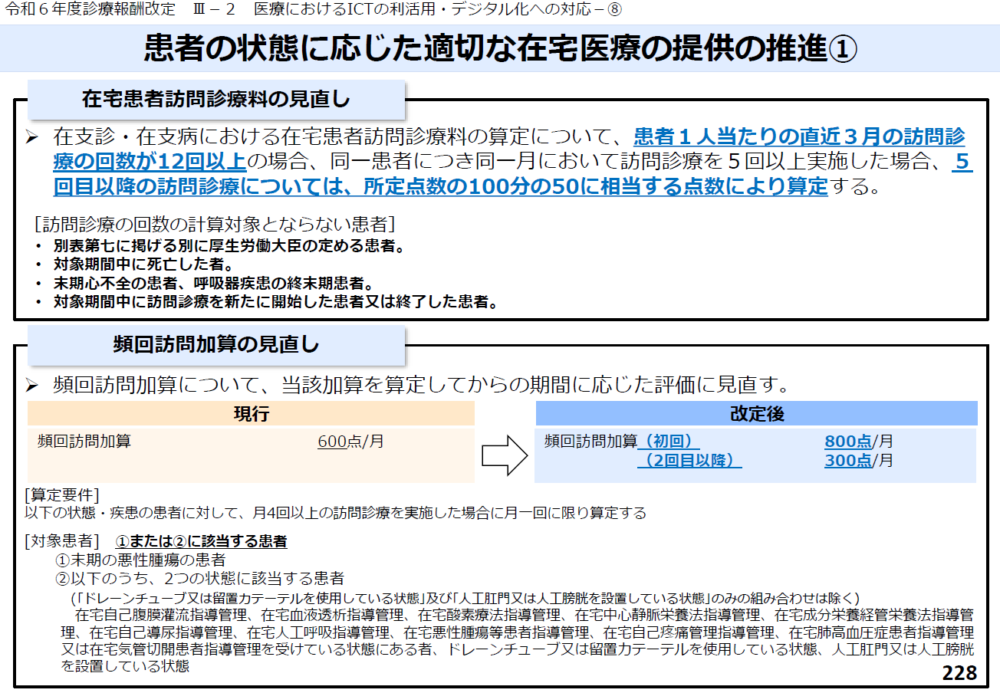 令和６年度診療報酬改定　Ⅲ－２　医療におけるICTの利活用・デジタル化への対応－⑧
患者の状態に応じた適切な在宅医療の提供の推進①
在宅患者訪問診療料の見直し
➢ 在支診・在支病における在宅患者訪問診療料の算定について、患者１人当たりの直近３月の訪問診
療の回数が12回以上の場合、同一患者につき同一月において訪問診療を５回以上実施した場合、５
回目以降の訪問診療については、所定点数の100分の50に相当する点数により算定する。
［訪問診療の回数の計算対象とならない患者］
・ 別表第七に掲げる別に厚生労働大臣の定める患者。
・ 対象期間中に死亡した者。
・ 末期心不全の患者、呼吸器疾患の終末期患者。
・ 対象期間中に訪問診療を新たに開始した患者又は終了した患者。
頻回訪問加算の見直し
➢ 頻回訪問加算について、当該加算を算定してからの期間に応じた評価に見直す。
現行
頻回訪問加算　600点/月
改定後
頻回訪問加算（初回）　800点/月
（2回目以降）　300点/月
[算定要件]
以下の状態・疾患の患者に対して、月4回以上の訪問診療を実施した場合に月一回に限り算定する
[対象患者]　①または②に該当する患者
①末期の悪性腫瘍の患者
②以下のうち、2つの状態に該当する患者
(｢ドレーンチューブ又は留置カテーテルを使用している状態｣及び｢人工肛門又は人工膀胱を設置している状態｣のみの組み合わせは除く)
在宅自己腹膜灌流指導管理、在宅血液透析指導管理、在宅酸素療法指導管理、在宅中心静脈栄養法指導管理、在宅成分栄養経管栄養法指導管
理、在宅自己導尿指導管理、在宅人工呼吸指導管理、在宅悪性腫瘍等患者指導管理、在宅自己疼痛管理指導管理、在宅肺高血圧症患者指導管理
又は在宅気管切開患者指導管理を受けている状態にある者、ドレーンチューブ又は留置カテーテルを使用している状態、人工肛門又は人工膀胱
を設置している状態
228